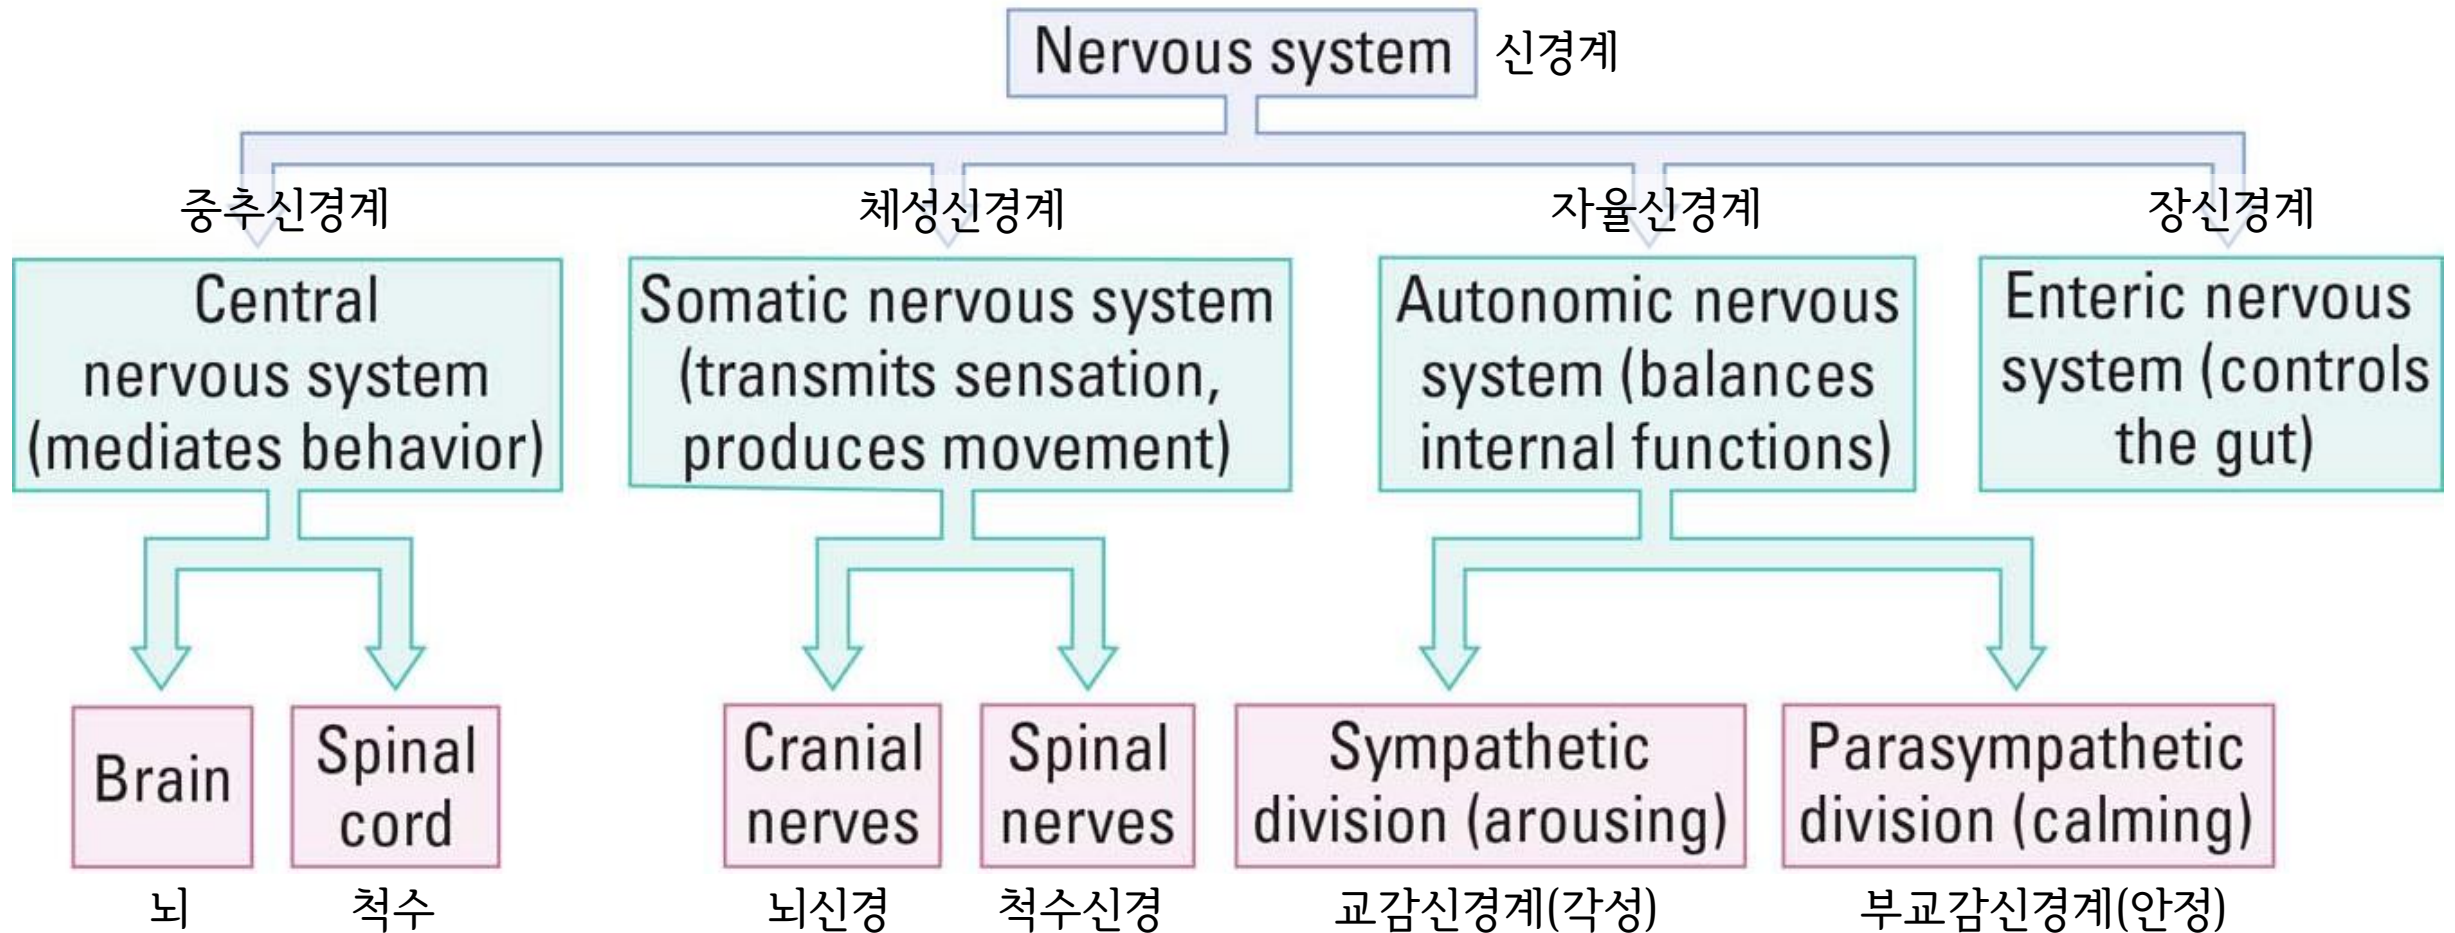 Nervous system 신경계
중추신경계
체성신경계
자율신경계
장신경계
Central
nervous system
(mediates behavior)
Somatic nervous system
(transmits sensation,
produces movement)
Autonomic nervous
system (balances
internal functions)
Enteric nervous
system (controls
the gut)
Brain
Spinal
cord
Cranial
nerves
Spinal
nerves
Sympathetic
division (arousing)
Parasympathetic
division (calming)
뇌
척수
뇌신경
척수신경
교감신경계(각성)
부교감신경계(안정)